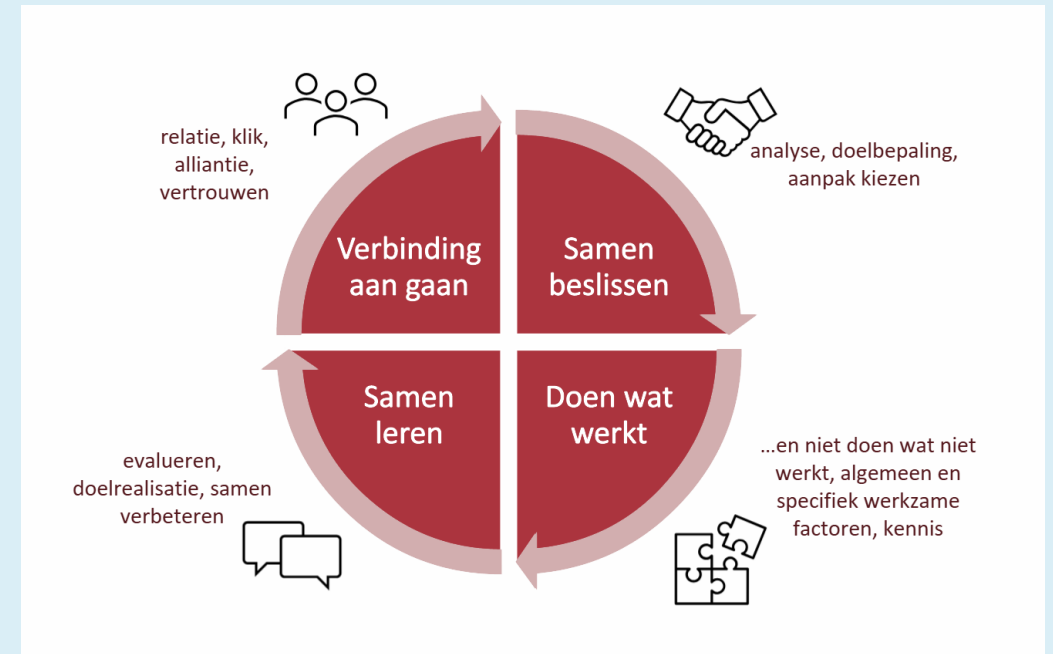 relatie, klik,
alliantie,
vertrouwen
Verbinding
aan gaan
analyse, doelbepaling,
aanpak kiezen
Samen
beslissen
Doen wat
werkt
...en niet doen wat niet
werkt, algemeen en
specifiek werkzame
factoren, kennis
Samen
leren
evalueren,
doelrealisatie, samen
verbeteren